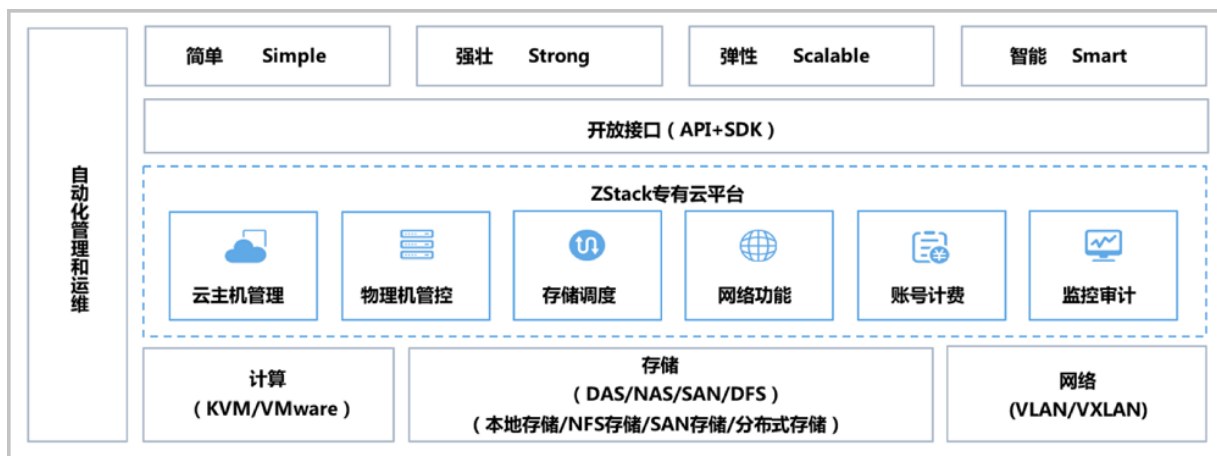 自动化管理和运维
简单 Simple
强壮 Strong
弹性 Scalable
智能 Smart
开放接口（API+SDK）
ZStack专有云平台
云主机管理
物理机管控
存储调度
网络功能
账号计费
监控审计
计算
（KVM/VMware）
存储
（DAS/NAS/SAN/DFS）
（本地存储/NFS存储/SAN存储/分布式存储）
网络
(VLAN/VXLAN)